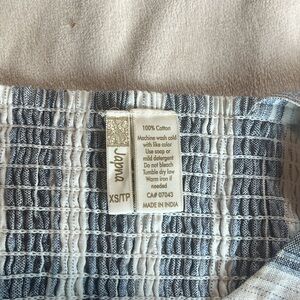 Japna
XS/TP
100% Cotton
Machine wash cold
with like color
Use soap or
mild detergent
Do not bleach
Tumble dry low
Warm iron if
needed
CA# 07043
MADE IN INDIA